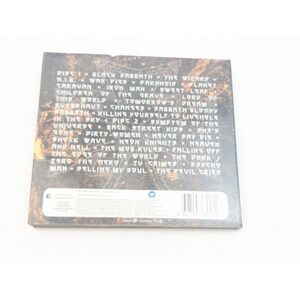 DISC 1 • BLACK SABBATH • THE WIZARD •
N.I.B. • WAR PIGS • PARANOID • PLANET
CARAVAN • IRON MAN • SWEET LEAF •
CHILDREN OF THE GRAVE • LORD OF
THIS WORLD • TOMORROW'S DREAM •
SUPERNAUT • CHANGES • SABBATH BLOODY
SABBATH • KILLING YOURSELF TO LIVE • HOLE
IN THE SKY • DISC 2 • SYMPTOM OF THE
UNIVERSE • BACK STREET KIDS • SHE'S
GONE • DIRTY WOMEN • NEVER SAY DIE •
SHOCK WAVE • NEON KNIGHTS • HEAVEN
AND HELL • THE MOB RULES • FALLING OFF
THE EDGE OF THE WORLD • THE DARK /
ZERO THE HERO • TV CRIMES • PSYCHO
MAN • SELLING MY SOUL • THE DEVIL CRIED